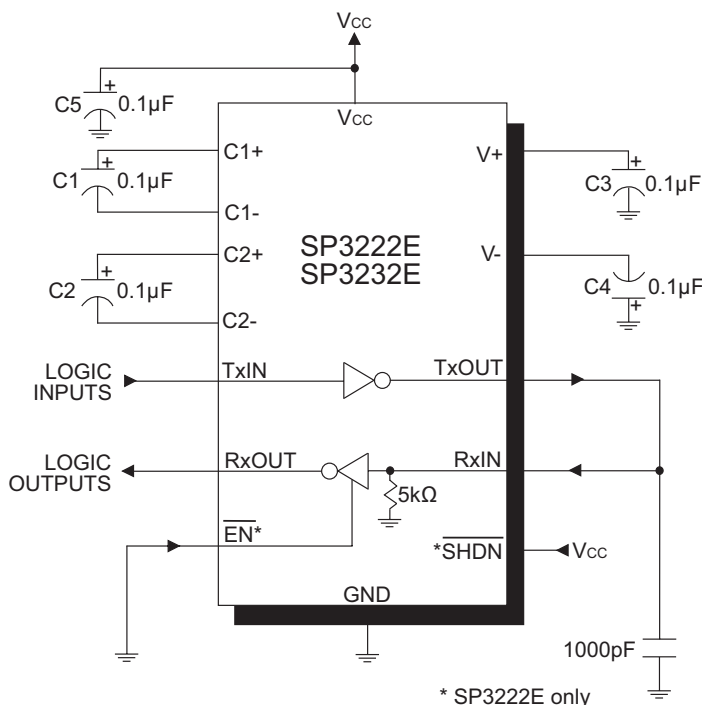 VCC
C5
+
0.1µF
VCC
C1
+
0.1µF
C1+
C1-
C2
+
0.1µF
C2+
C2-
SP3222E
SP3232E
V+
C3
+
0.1µF
V-
C4
+
0.1µF
LOGIC
INPUTS
TxIN
TxOUT
LOGIC
OUTPUTS
RxOUT
RxIN
5kΩ
EN*
*SHDN
VCC
GND
1000pF
* SP3222E only